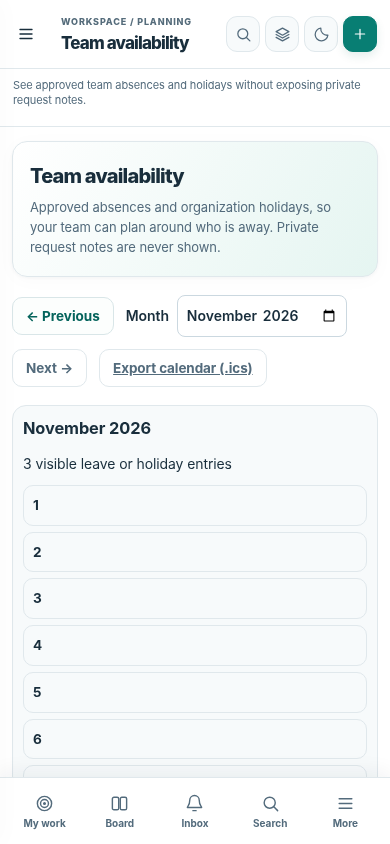 WORKSPACE / PLANNING
Team availability
See approved team absences and holidays without exposing private
request notes.
Team availability
Approved absences and organization holidays, so
your team can plan around who is away. Private
request notes are never shown.
← Previous
Month
November 2026
Next →
Export calendar (.ics)
November 2026
3 visible leave or holiday entries
1
2
3
4
5
6
My work
Board
Inbox
Search
More